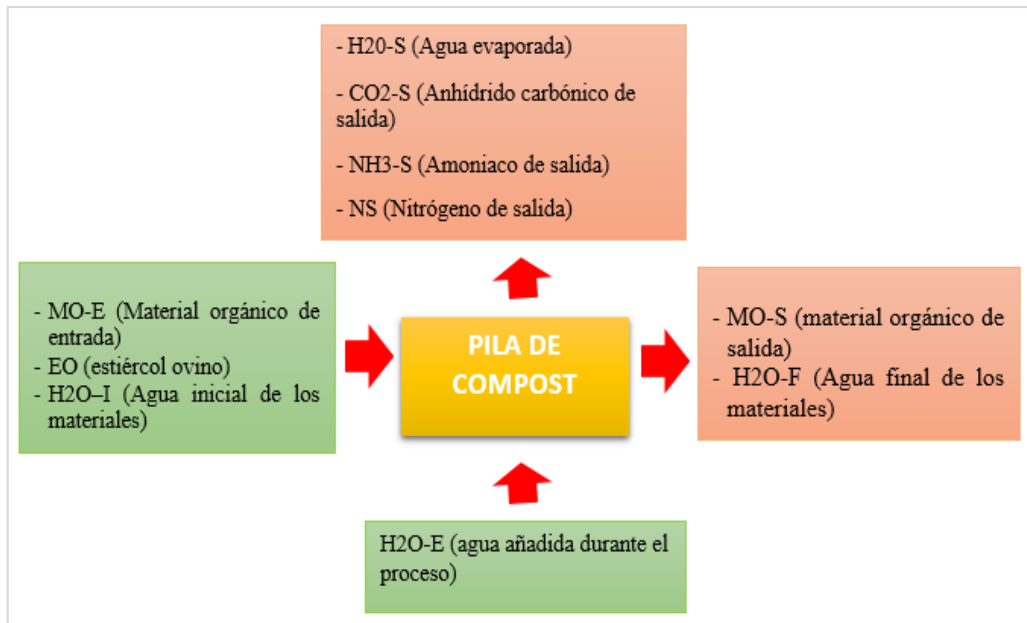 - H20-S (Agua evaporada)
- CO2-S (Anhídrido carbónico de
salida)
- NH3-S (Amoniaco de salida)
- NS (Nitrógeno de salida)
- MO-E (Material orgánico de
entrada)
- EO (estiércol ovino)
- H2O–I (Agua inicial de los
materiales)
PILA DE
COMPOST
- MO-S (material orgánico de
salida)
- H2O-F (Agua final de los
materiales)
H2O-E (agua añadida durante el
proceso)